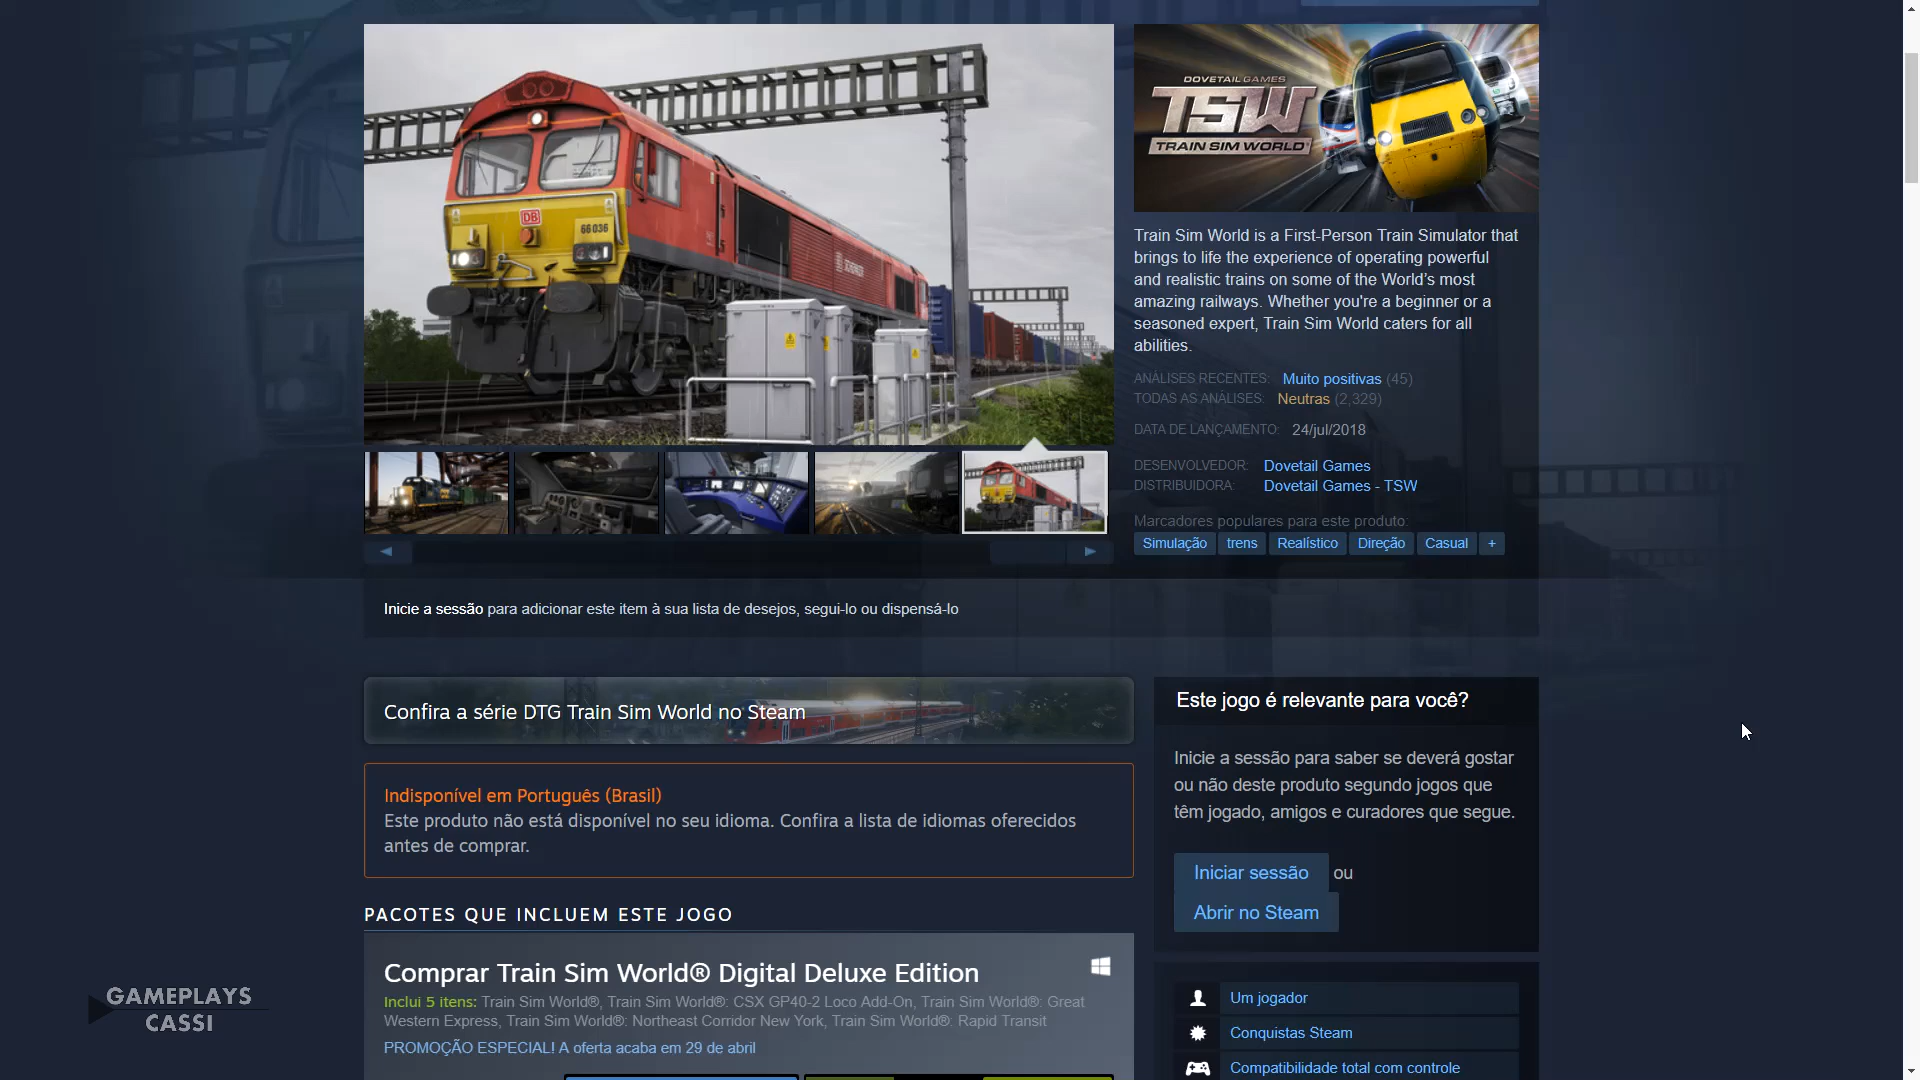 DB
66 036
SCHENKER
DOVETAIL GAMES
TSW
TRAIN SIM WORLD
Train Sim World is a First-Person Train Simulator that
brings to life the experience of operating powerful
and realistic trains on some of the World's most
amazing railways. Whether you're a beginner or a
seasoned expert, Train Sim World caters for all
abilities.
ANÁLISES RECENTES: Muito positivas (45)
TODAS AS ANÁLISES: Neutras (2,329)
DATA DE LANÇAMENTO: 24/jul/2018
DESENVOLVEDOR: Dovetail Games
DISTRIBUIDORA: Dovetail Games - TSW
Marcadores populares para este produto:
Simulação trens Realístico Direção Casual +
Inicie a sessão para adicionar este item à sua lista de desejos, segui-lo ou dispensá-lo
Confira a série DTG Train Sim World no Steam
Indisponível em Português (Brasil)
Este produto não está disponível no seu idioma. Confira a lista de idiomas oferecidos
antes de comprar.
PACOTES QUE INCLUEM ESTE JOGO
Comprar Train Sim World® Digital Deluxe Edition
Inclui 5 itens: Train Sim World®, Train Sim World®: CSX GP40-2 Loco Add-On, Train Sim World®: Great
Western Express, Train Sim World®: Northeast Corridor New York, Train Sim World®: Rapid Transit
PROMOÇÃO ESPECIAL! A oferta acaba em 29 de abril
Este jogo é relevante para você?
Inicie a sessão para saber se deverá gostar
ou não deste produto segundo jogos que
têm jogado, amigos e curadores que segue.
Iniciar sessão ou
Abrir no Steam
Um jogador
Conquistas Steam
Compatibilidade total com controle
GAMEPLAYS
CASSI